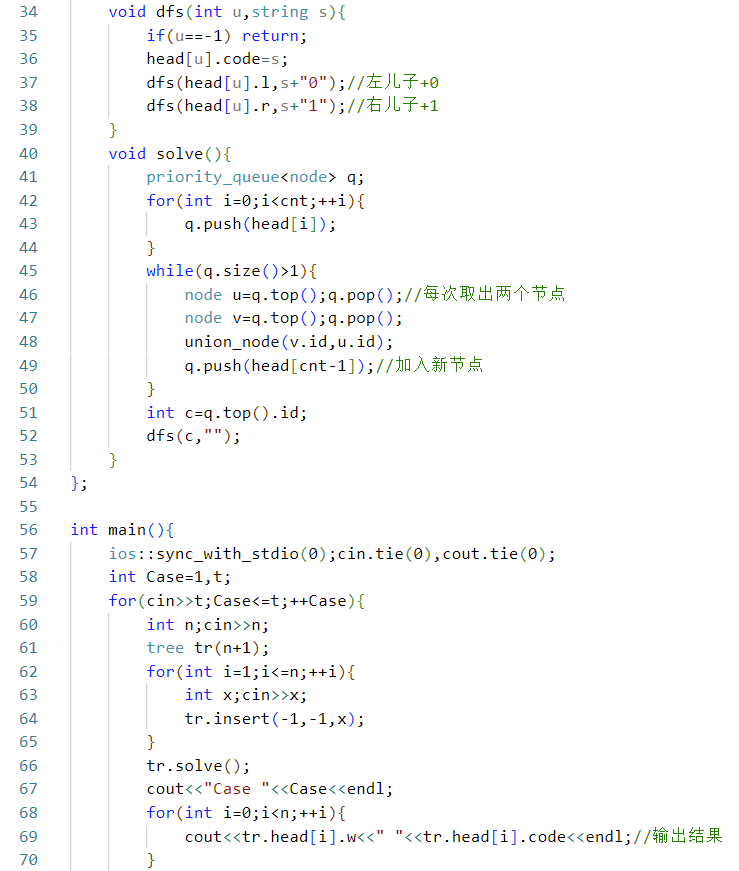 34 void dfs(int u,string s){
35 if(u==-1) return;
36 head[u].code=s;
37 dfs(head[u].l,s+"0");//左儿子+0
38 dfs(head[u].r,s+"1");//右儿子+1
39 }
40 void solve(){
41 priority_queue<node> q;
42 for(int i=0;i<cnt;++i){
43 q.push(head[i]);
44 }
45 while(q.size()>1){
46 node u=q.top();q.pop();//每次取出两个节点
47 node v=q.top();q.pop();
48 union_node(v.id,u.id);
49 q.push(head[cnt-1]);//加入新节点
50 }
51 int c=q.top().id;
52 dfs(c,"");
53 }
54 };
55
56 int main(){
57 ios::sync_with_stdio(0);cin.tie(0),cout.tie(0);
58 int Case=1,t;
59 for(cin>>t;Case<=t;++Case){
60 int n;cin>>n;
61 tree tr(n+1);
62 for(int i=1;i<=n;++i){
63 int x;cin>>x;
64 tr.insert(-1,-1,x);
65 }
66 tr.solve();
67 cout<<"Case "<<Case<<endl;
68 for(int i=0;i<n;++i){
69 cout<<tr.head[i].w<<" "<<tr.head[i].code<<endl;//输出结果
70 }